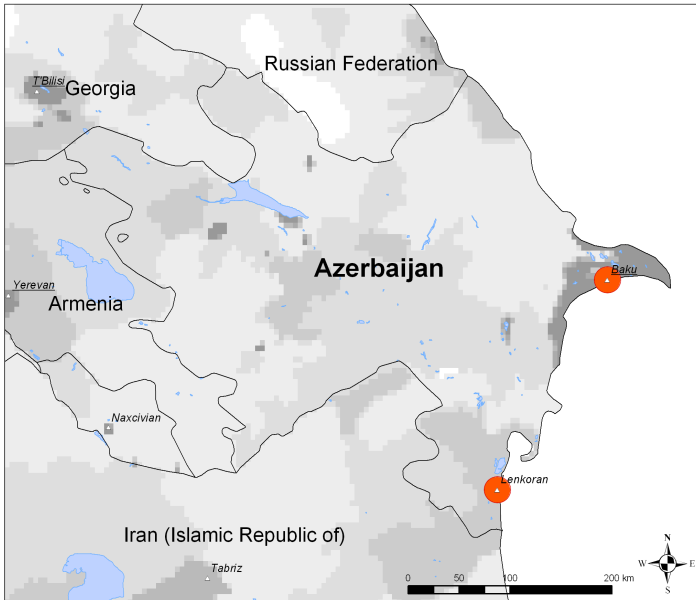 Russian Federation
T'Bilisi
Georgia
Azerbaijan
Baku
Yerevan
Armenia
Naxcivian
Lenkoran
Iran (Islamic Republic of)
Tabriz
N
W E
S
0 50 100 200 km